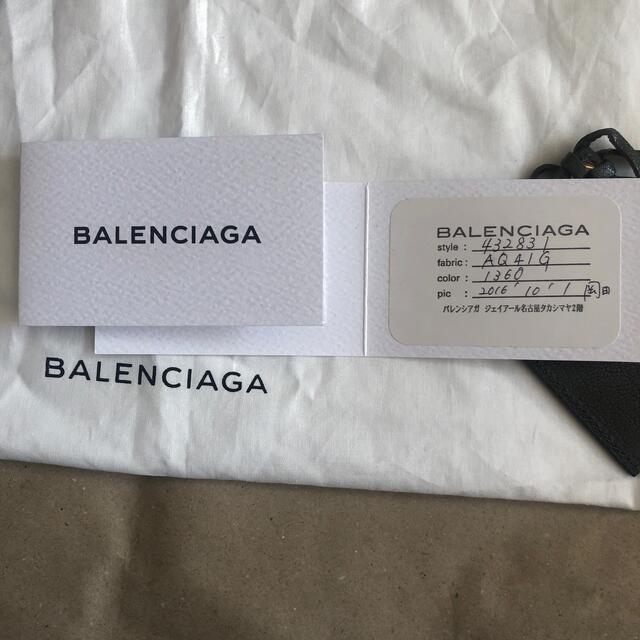 BALENCIAGA
BALENCIAGA
style : 432831
fabric: AQ41G
color : 1360
pic : 2016' 10' 1 田
バレンシアガ ジェイアール名古屋タカシマヤ2階
BALENCIAGA